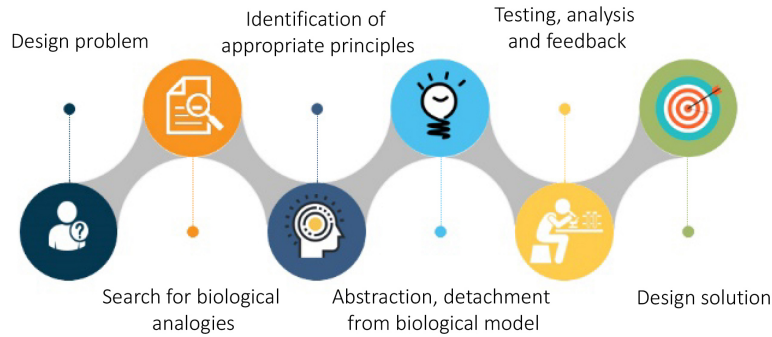 Design problem
Search for biological
analogies
Identification of
appropriate principles
Abstraction, detachment
from biological model
Testing, analysis
and feedback
Design solution
?